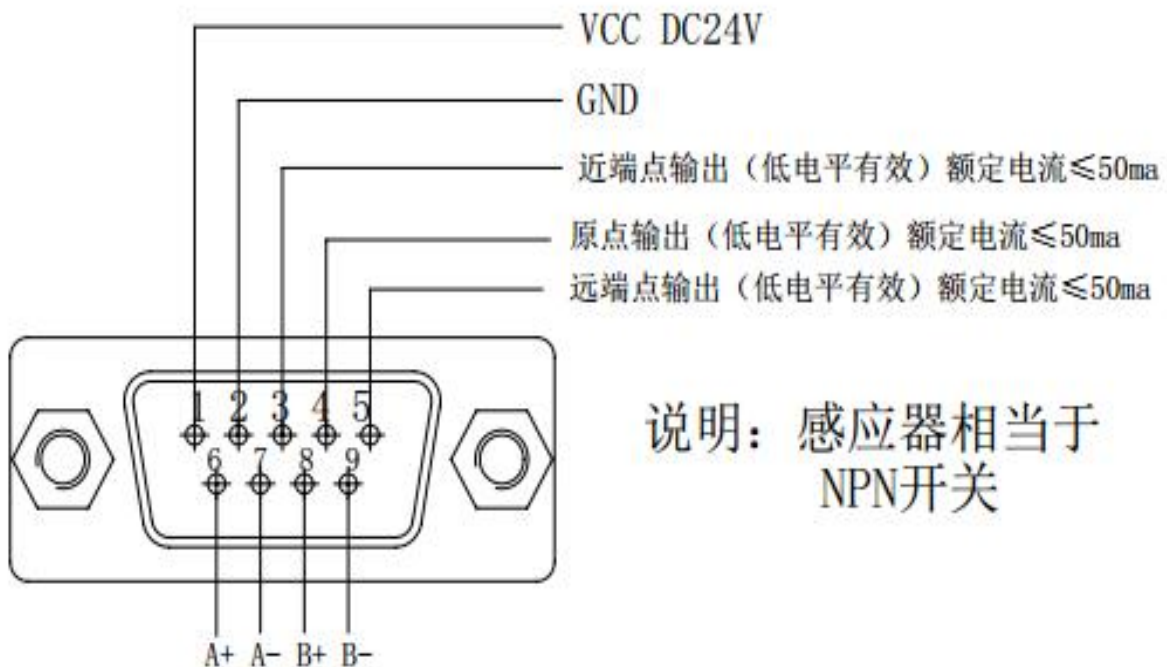 VCC DC24V
GND
近端点输出（低电平有效）额定电流≤50ma
原点输出（低电平有效）额定电流≤50ma
远端点输出（低电平有效）额定电流≤50ma
1 2 3 4 5
6 7 8 9
说明：感应器相当于
NPN开关
A+ A- B+ B-